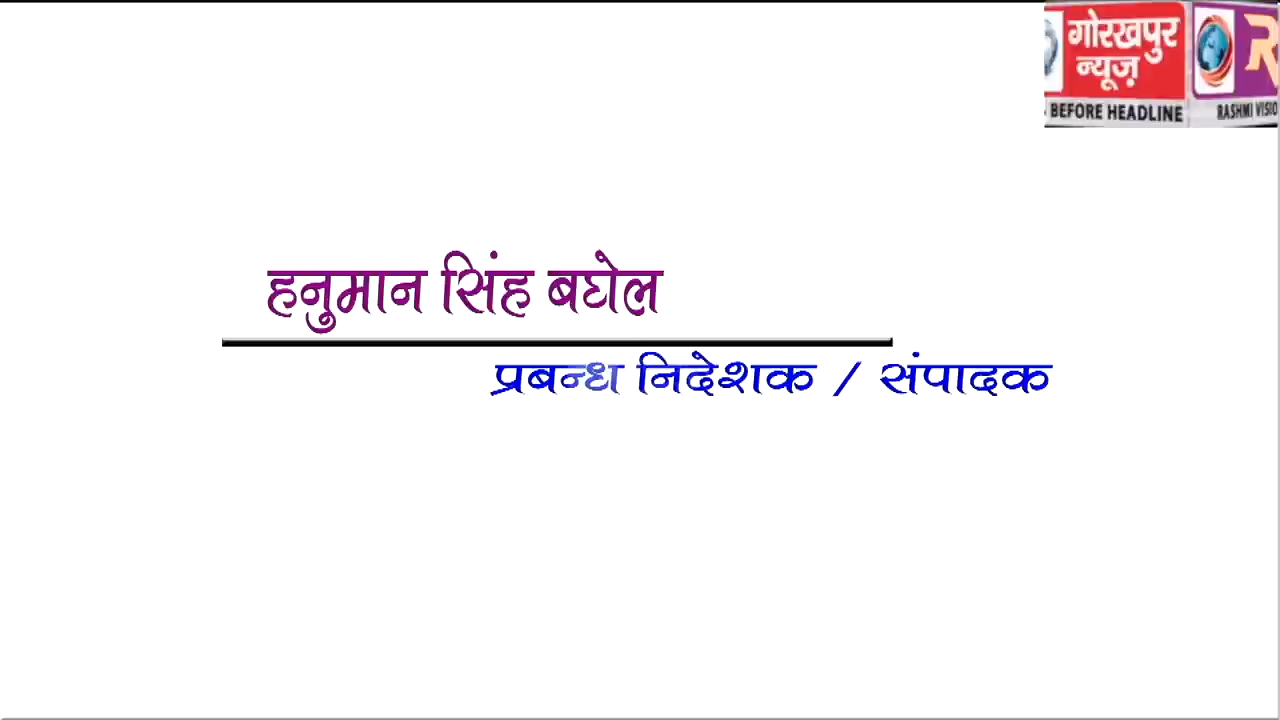 गोरखपुर
न्यूज़
BEFORE HEADLINE
R
RASHMI VISIO
हनुमान सिंह बघेल
प्रबन्ध निदेशक / संपादक